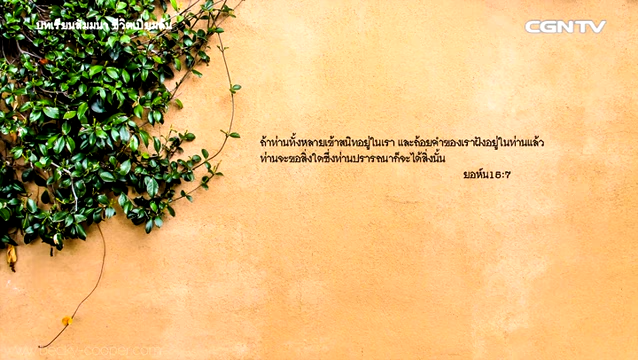 บทเรียนสัมมนา ชีวิตเปี่ยมล้น
CGNTV
ถ้าท่านทั้งหลายเข้าสนิทอยู่ในเรา และถ้อยคำของเราฝังอยู่ในท่านแล้ว
ท่านจะขอสิ่งใดซึ่งท่านปรารถนาก็จะได้สิ่งนั้น
ยอห์น15:7